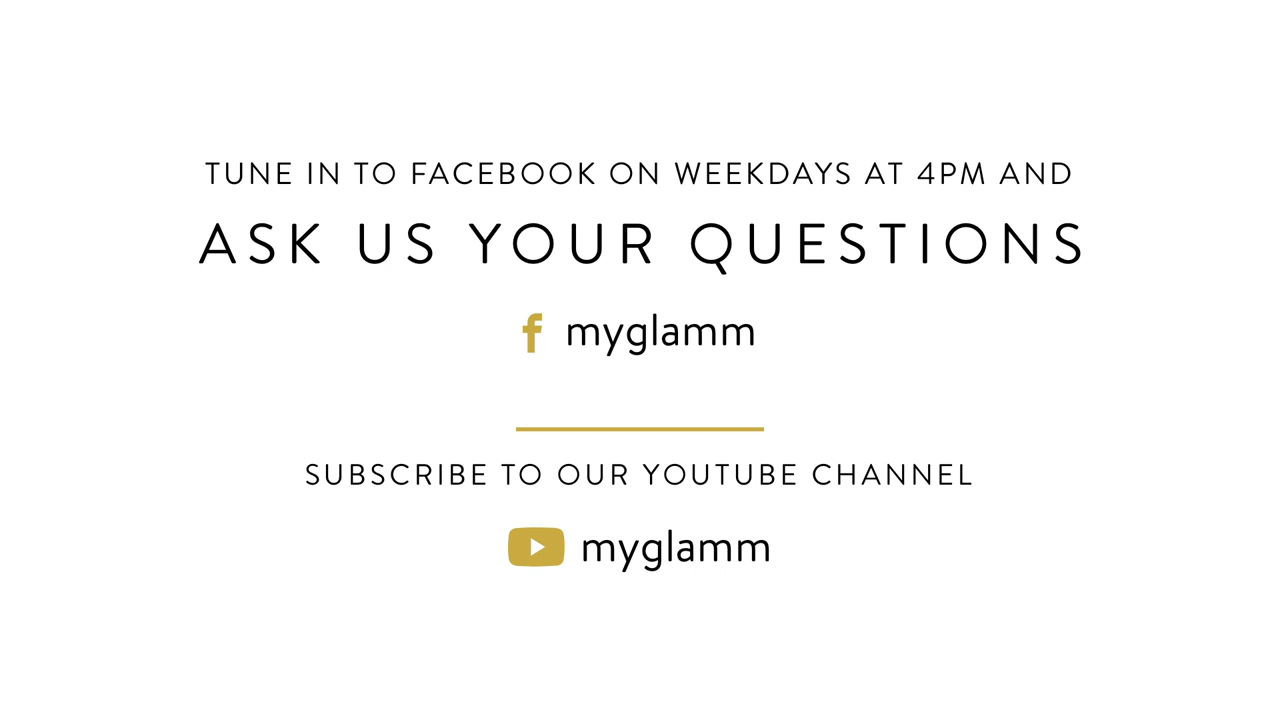 TUNE IN TO FACEBOOK ON WEEKDAYS AT 4PM AND
ASK US YOUR QUESTIONS
myglamm
SUBSCRIBE TO OUR YOUTUBE CHANNEL
myglamm